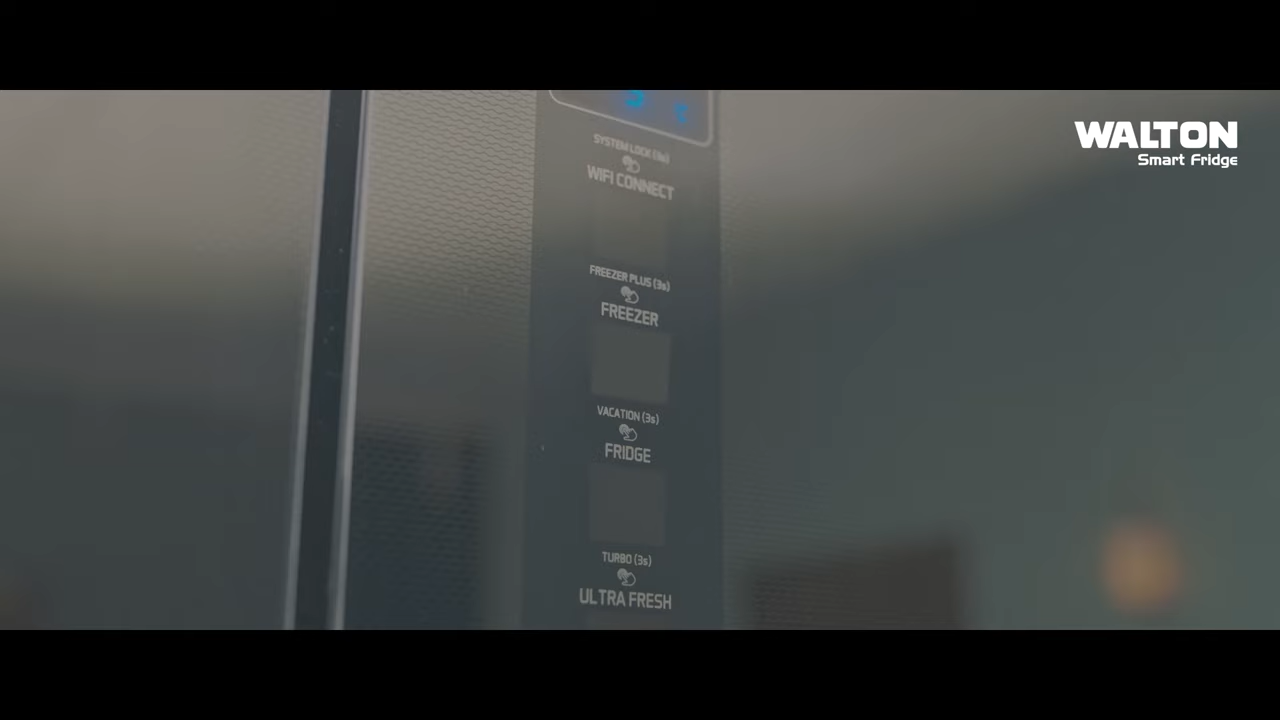 WALTON
Smart Fridge
SYSTEM LOCK (3s)
WIFI CONNECT
FREEZER PLUS (3s)
FREEZER
VACATION (3s)
FRIDGE
TURBO (3s)
ULTRA FRESH